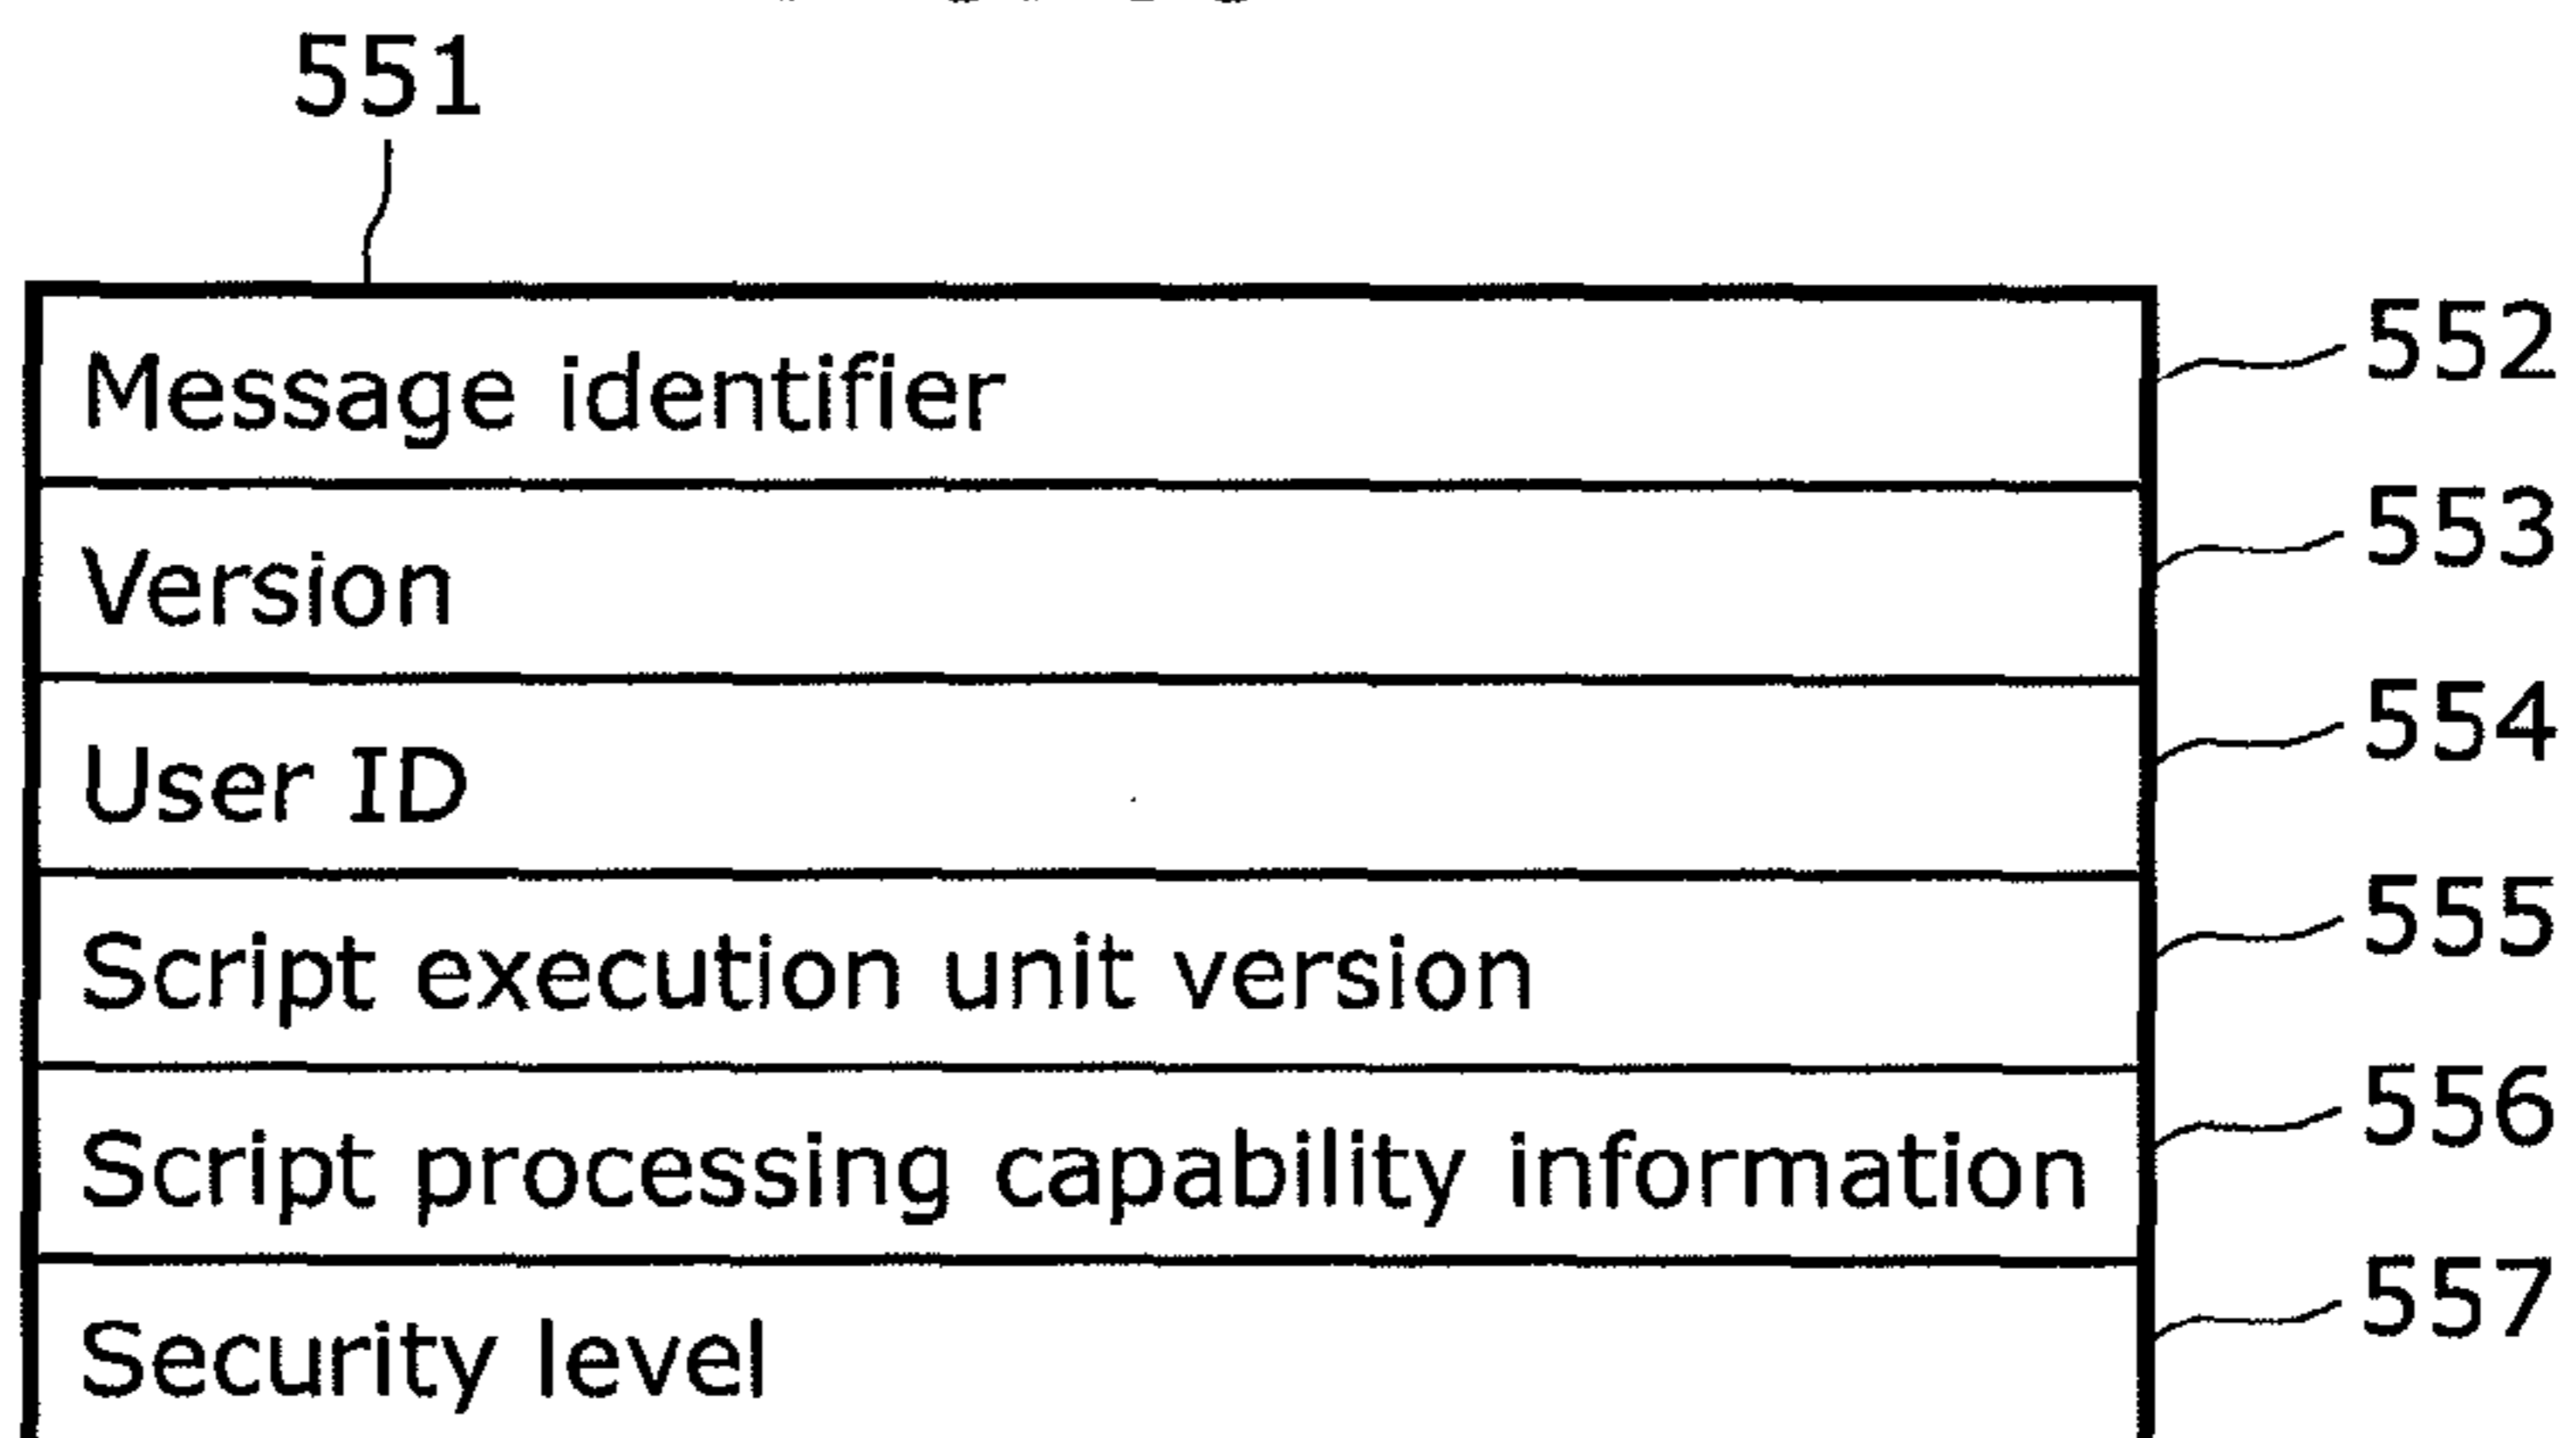 551
Message identifier 552
Version 553
User ID 554
Script execution unit version 555
Script processing capability information 556
Security level 557